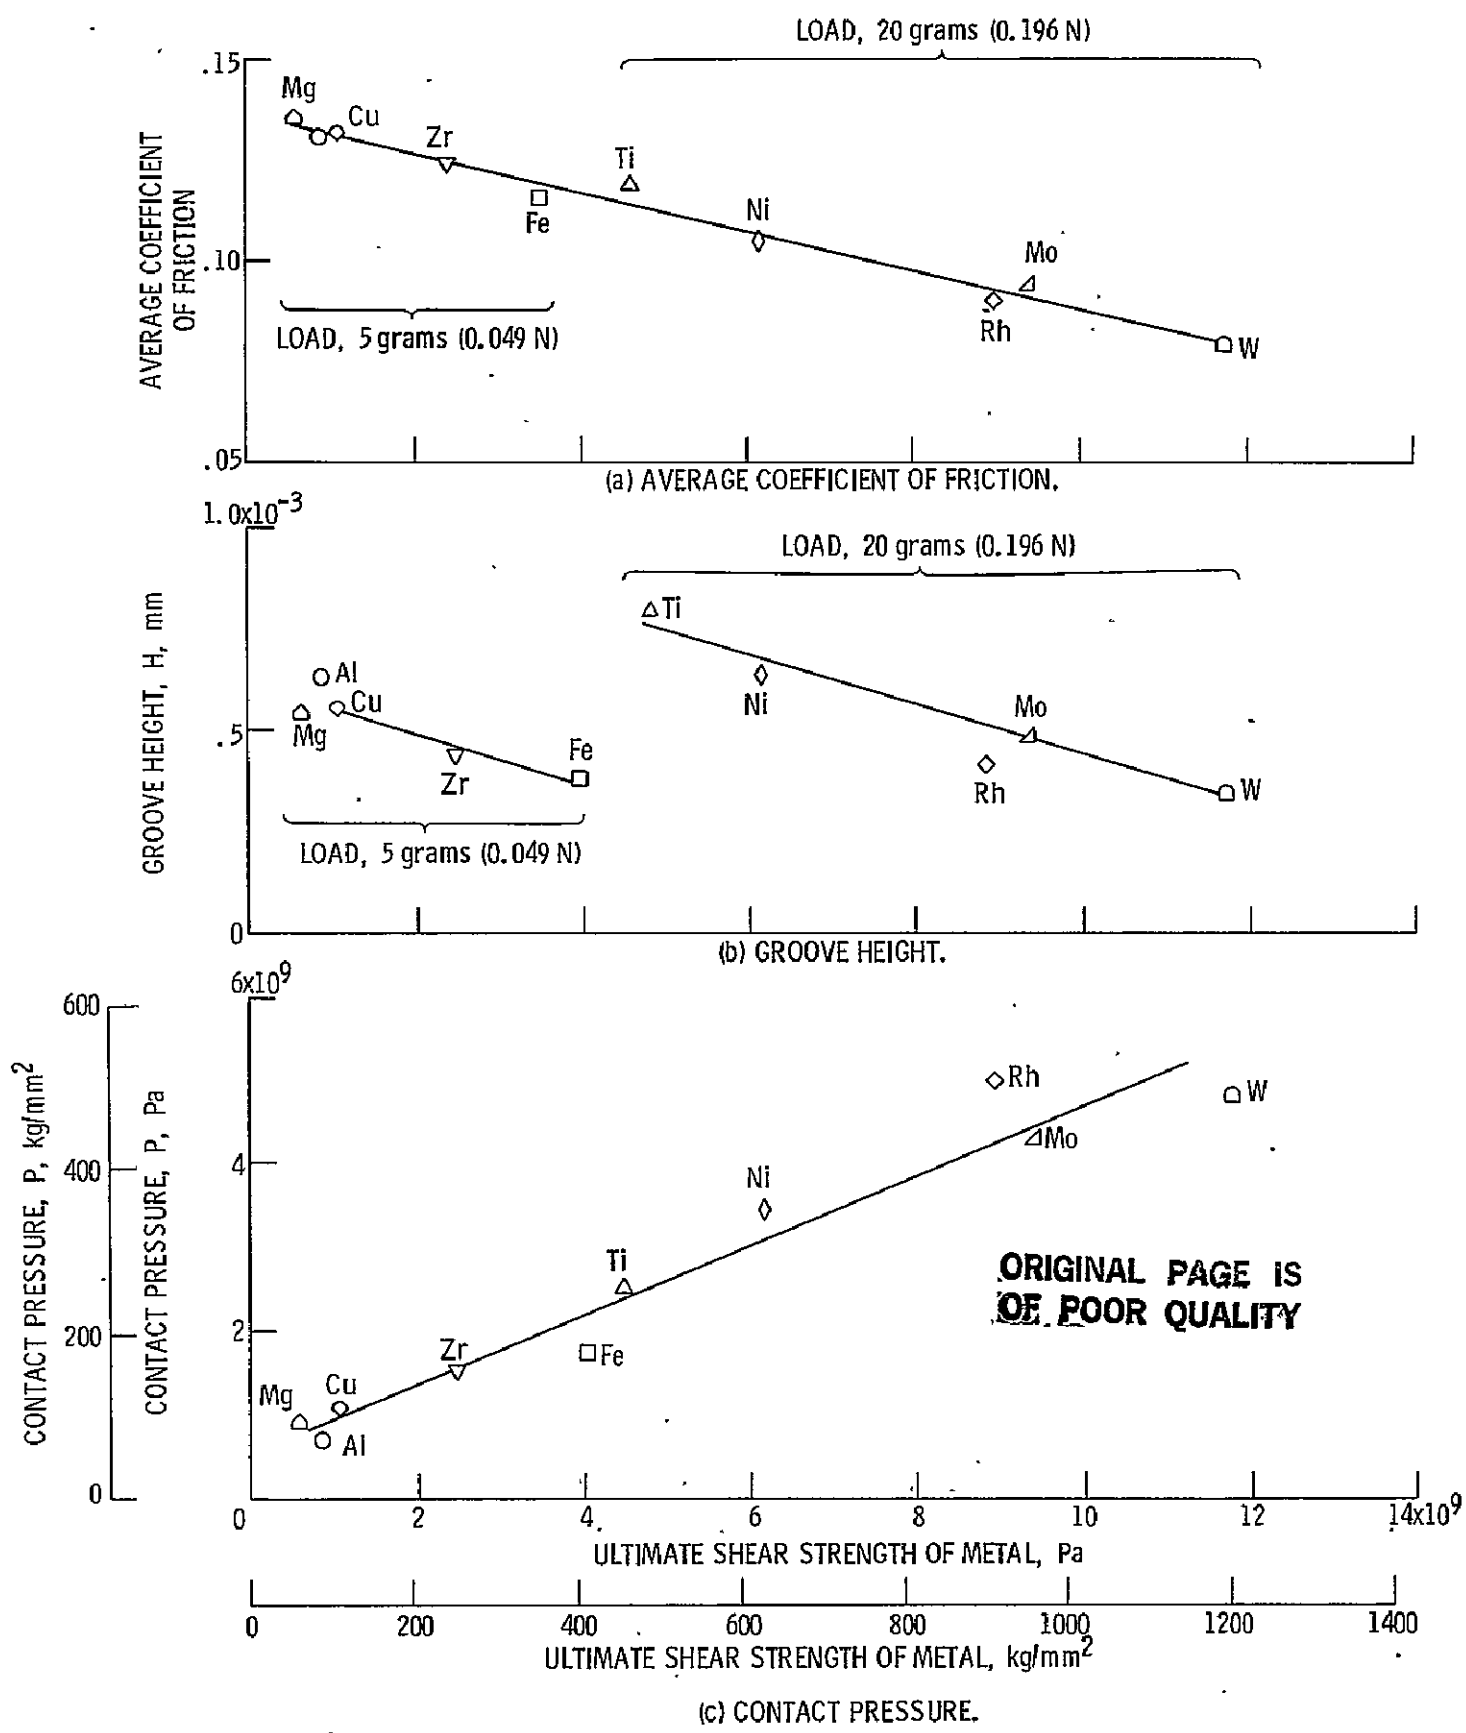 LOAD, 20 grams (0.196 N)
.15
Mg
Cu
Zr
Ti
Fe
Ni
Mo
Rh
W
.10
.05
AVERAGE COEFFICIENT
OF FRICTION
LOAD, 5 grams (0.049 N)
(a) AVERAGE COEFFICIENT OF FRICTION.
1.0x10-3
LOAD, 20 grams (0.196 N)
Ti
Al
Cu
Mg
Ni
Mo
Fe
Zr
Rh
W
.5
0
GROOVE HEIGHT, H, mm
LOAD, 5 grams (0.049 N)
(b) GROOVE HEIGHT.
6x10^9
600
400
200
0
4
2
CONTACT PRESSURE, P, kg/mm2
CONTACT PRESSURE, P, Pa
Rh
W
Mo
Ni
Ti
Zr
Fe
Mg
Cu
Al
ORIGINAL PAGE IS
OF POOR QUALITY
0 2 4 6 8 10 12 14x10^9
ULTIMATE SHEAR STRENGTH OF METAL, Pa
0 200 400 600 800 1000 1200 1400
ULTIMATE SHEAR STRENGTH OF METAL, kg/mm2
(c) CONTACT PRESSURE.